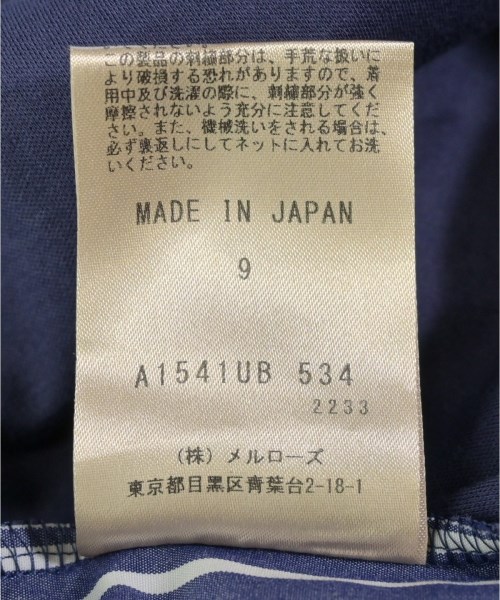 この製品の刺繍部分は、手荒な扱いに
より破損する恐れがありますので、着
用中及び洗濯の際に、刺繍部分が強く
摩擦されないよう充分に注意してくだ
さい。また、機械洗いをされる場合は、
必ず裏返しにしてネットに入れてお洗
いください。
MADE IN JAPAN
9
A1541UB 534
2233
(株) メルローズ
東京都目黒区青葉台2-18-1